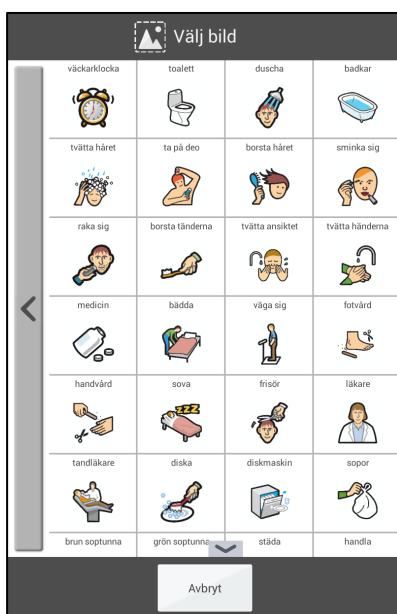 Välj bild
väckarklocka toalett duscha badkar
tvätta håret ta på deo borsta håret sminka sig
raka sig borsta tänderna tvätta ansiktet tvätta händerna
medicin bädda väga sig fotvård
handvård sova frisör läkare
ZZZ
tandläkare diska diskmaskin sopor
brun soptunna grön soptunna städa handla
Avbryt